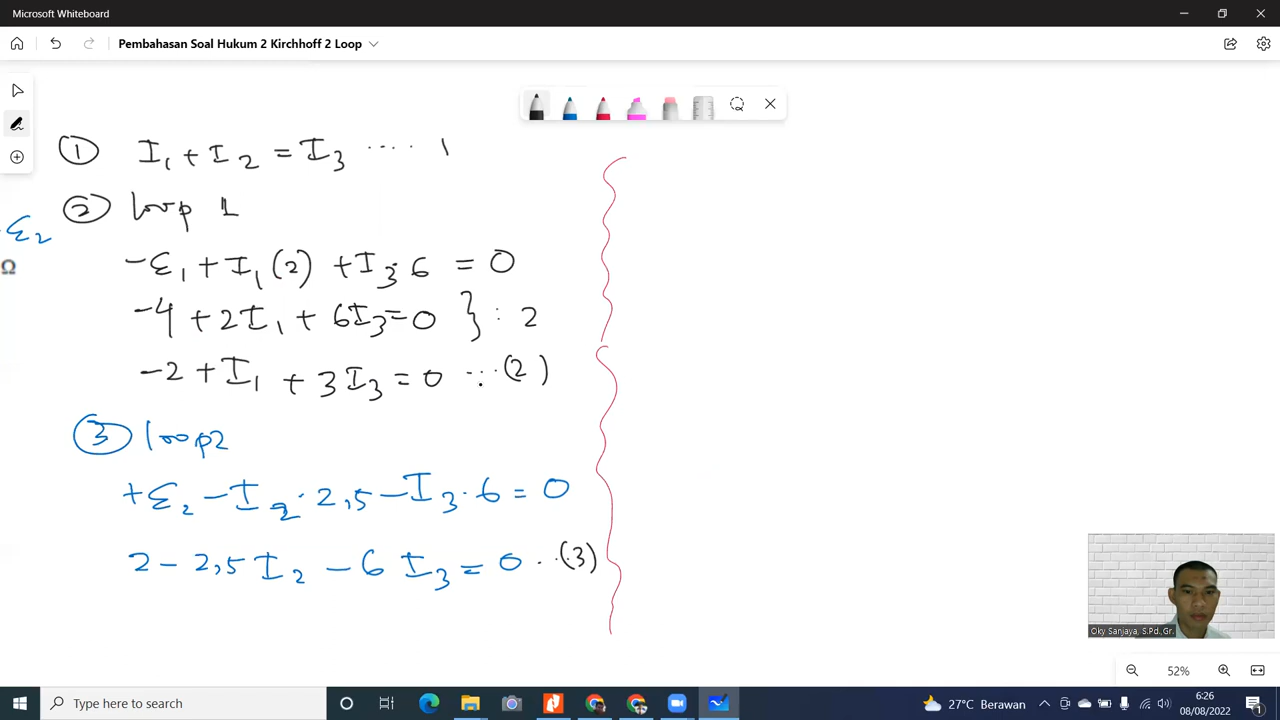 Microsoft Whiteboard
Pembahasan Soal Hukum 2 Kirchhoff 2 Loop
① I₁ + I₂ = I₃ .... 1
② loop 1
ε₂
Ω
-ε₁ + I₁ (2) + I₃·6 = 0
-4 + 2I₁ + 6I₃ = 0 } : 2
-2 + I₁ + 3I₃ = 0 ...(2)
③ loop2
+ε₂ - I₂·2,5 - I₃·6 = 0
2 - 2,5 I₂ - 6 I₃ = 0 ..(3)
Oky Sanjaya, S.Pd.,Gr.
52%
Type here to search
27°C Berawan
6:26
08/08/2022
1